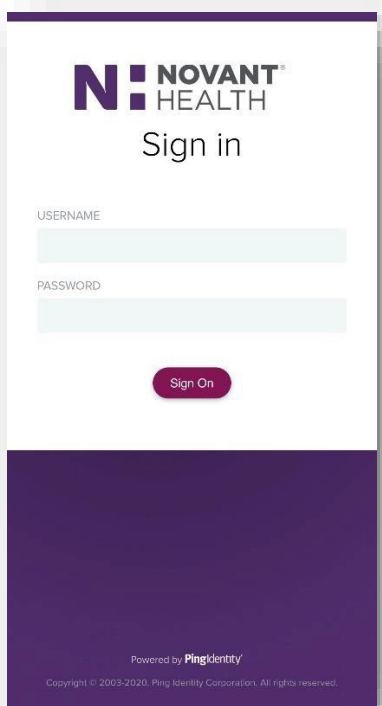 N
NOVANT®
HEALTH
Sign in
USERNAME
PASSWORD
Sign On
Powered by PingIdentity®
Copyright © 2003-2020. Ping Identity Corporation. All rights reserved.